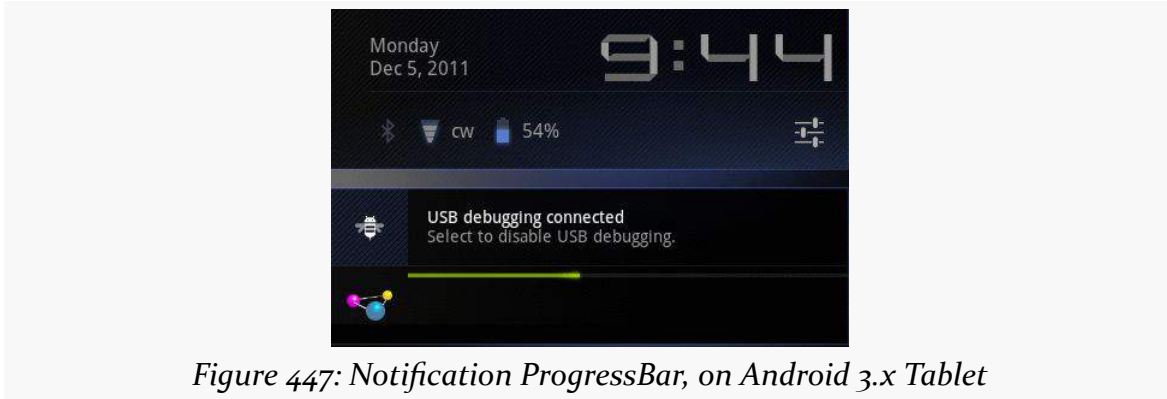 Monday
9:44
Dec 5, 2011
cw
54%
USB debugging connected
Select to disable USB debugging.
Figure 447: Notification ProgressBar, on Android 3.x Tablet